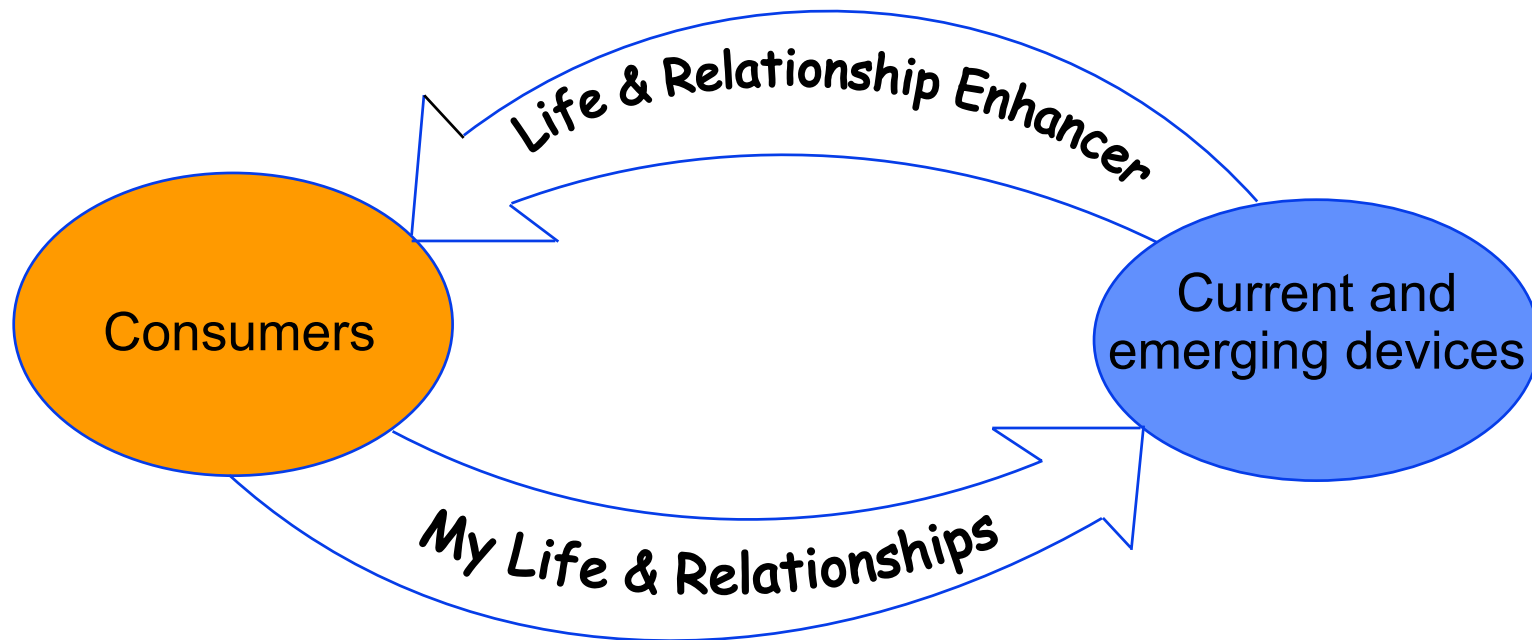 Life & Relationship Enhancer
Consumers
Current and
emerging devices
My Life & Relationships